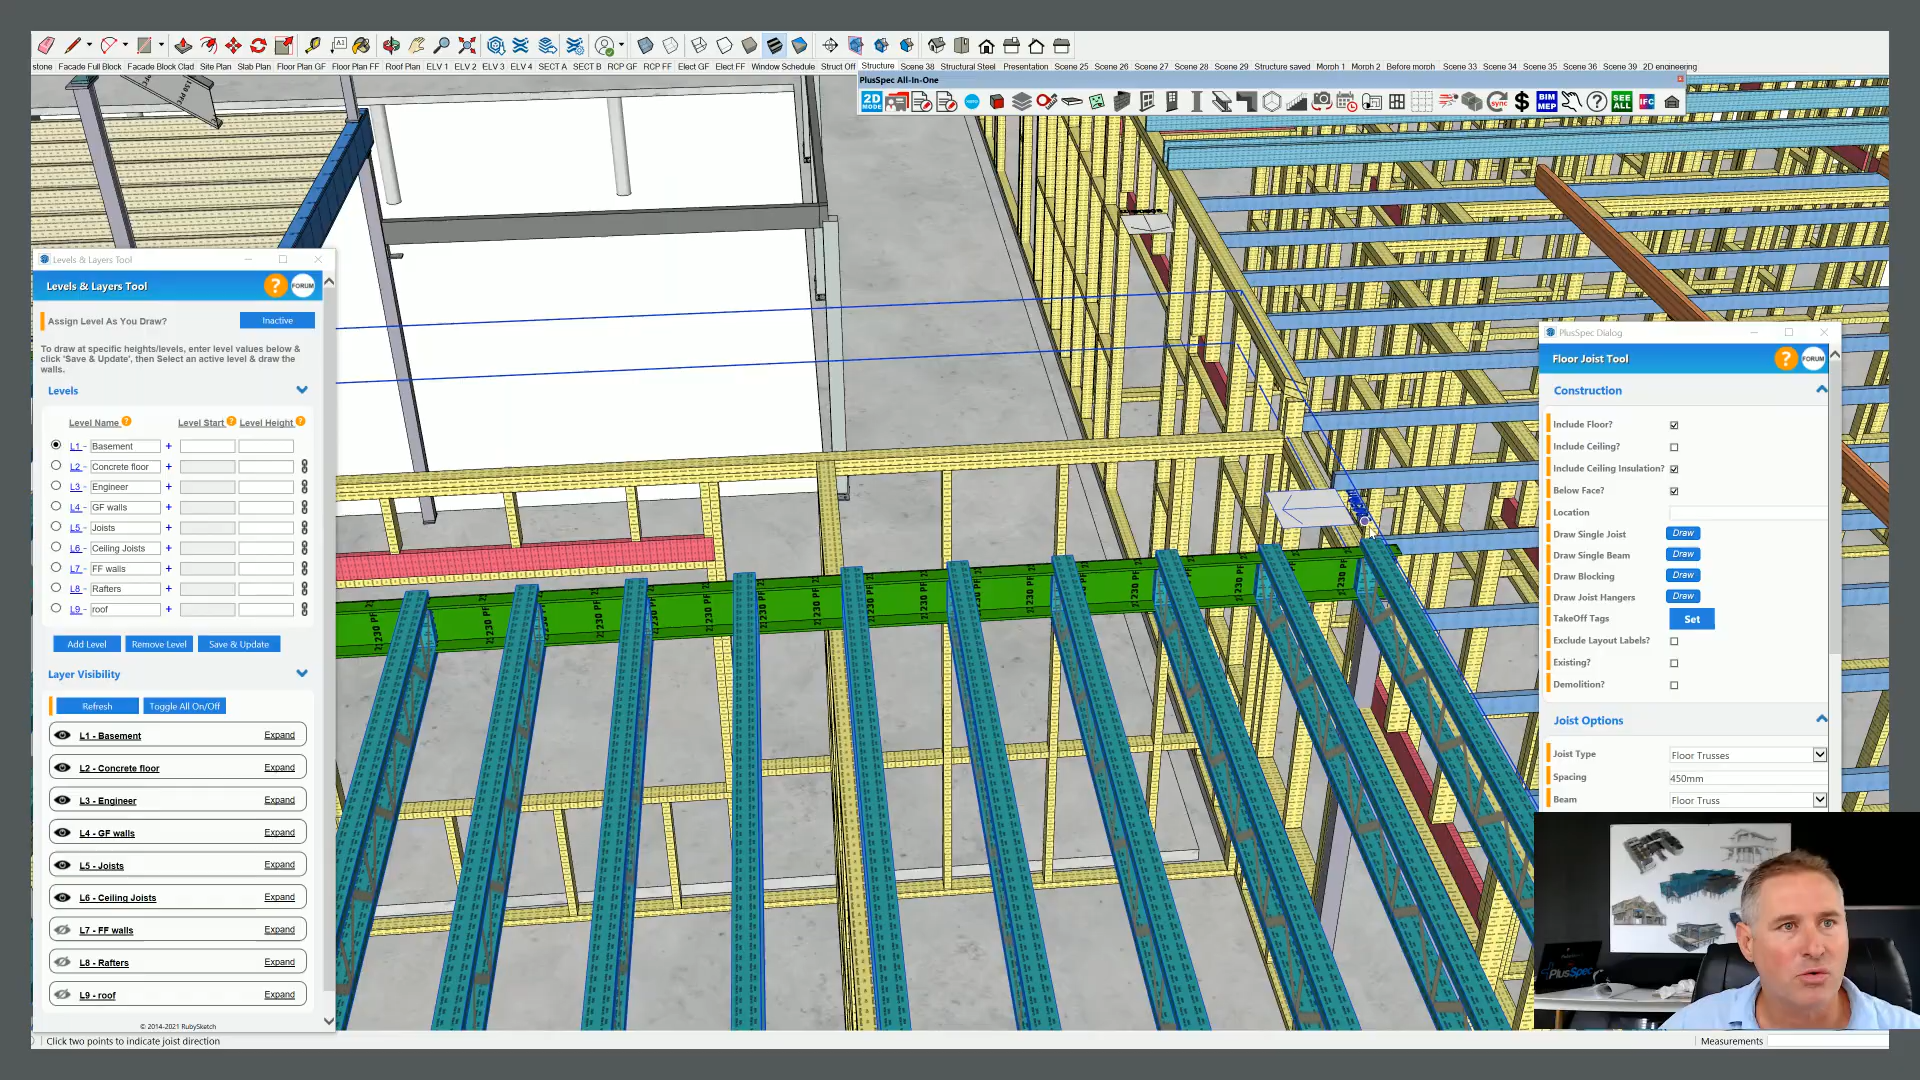 stone Facade Full Block Facade Block Clad Site Plan Slab Plan Floor Plan GF Floor Plan FF Roof Plan ELV 1 ELV 2 ELV 3 ELV 4 SECT A SECT B RCP GF RCP FF Elect GF Elect FF Window Schedule Struct Off Structure Scene 38 Structural Steel Presentation Scene 25 Scene 26 Scene 27 Scene 28 Scene 29 Structure saved Morph 1 Morph 2 Before morph Scene 33 Scene 34 Scene 35 Scene 36 Scene 39 2D engineering
PlusSpec All-In-One
2D MODE
sync
$
BIM MEP
?
SEE ALL
IFC
Levels & Layers Tool
Levels & Layers Tool
? FORUM
Assign Level As You Draw? Inactive
To draw at specific heights/levels, enter level values below &
click 'Save & Update', then Select an active level & draw the
walls.
Levels
Level Name ? Level Start ? Level Height ?
L1 - Basement +
L2 - Concrete floor +
L3 - Engineer +
L4 - GF walls +
L5 - Joists +
L6 - Ceiling Joists +
L7 - FF walls +
L8 - Rafters +
L9 - roof +
Add Level Remove Level Save & Update
Layer Visibility
Refresh Toggle All On/Off
L1 - Basement Expand
L2 - Concrete floor Expand
L3 - Engineer Expand
L4 - GF walls Expand
L5 - Joists Expand
L6 - Ceiling Joists Expand
L7 - FF walls Expand
L8 - Rafters Expand
L9 - roof Expand
© 2014-2021 RubySketch
Click two points to indicate joist direction
Measurements
PlusSpec Dialog
Floor Joist Tool
? FORUM
Construction
Include Floor?
Include Ceiling?
Include Ceiling Insulation?
Below Face?
Location
Draw Single Joist Draw
Draw Single Beam Draw
Draw Blocking Draw
Draw Joist Hangers Draw
TakeOff Tags Set
Exclude Layout Labels?
Existing?
Demolition?
Joist Options
Joist Type Floor Trusses
Spacing 450mm
Beam Floor Truss
PlusSpec